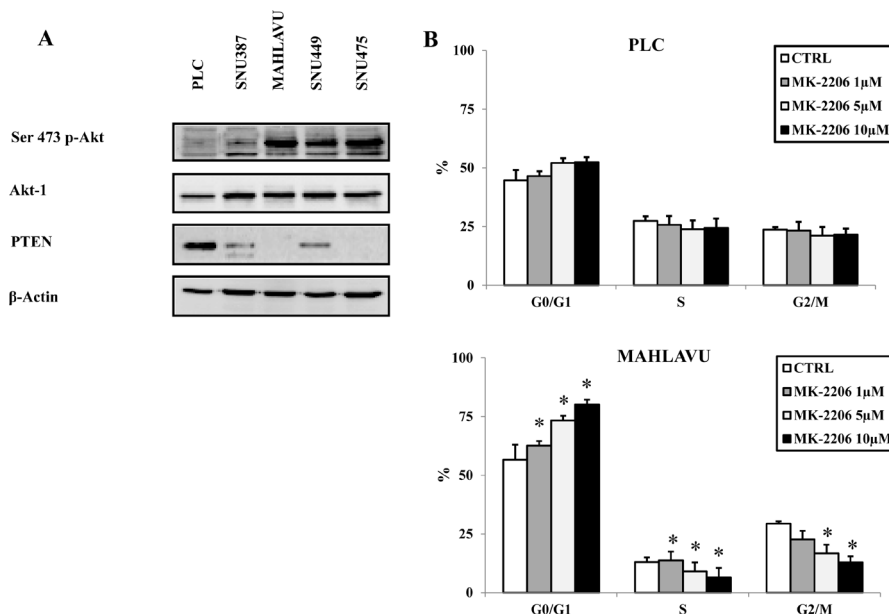 A
B
PLC
SNU387
MAHLAVU
SNU449
SNU475
Ser 473 p-Akt
Akt-1
PTEN
β-Actin
PLC
CTRL
MK-2206 1µM
MK-2206 5µM
MK-2206 10µM
%
100
75
50
25
0
G0/G1 S G2/M
MAHLAVU
CTRL
MK-2206 1µM
MK-2206 5µM
MK-2206 10µM
%
100
75
50
25
0
* * *
* * *
* *
G0/G1 S G2/M